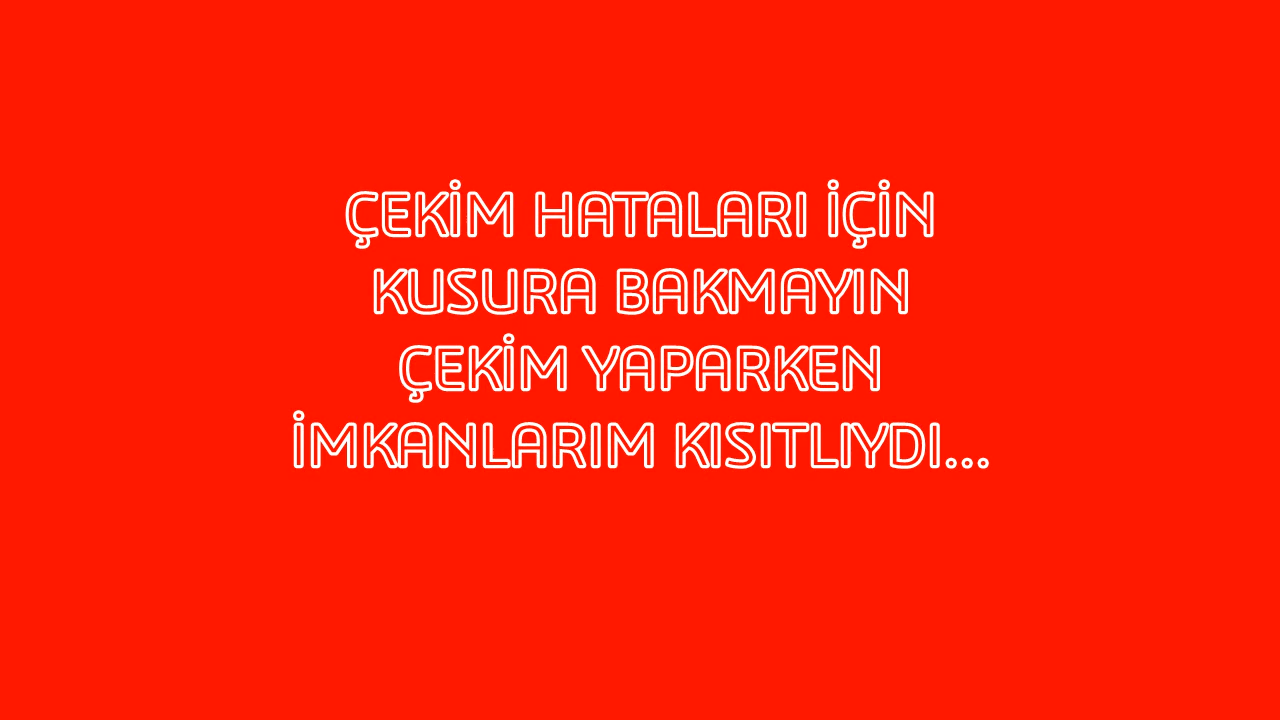 ÇEKİM HATALARI İÇİN
KUSURA BAKMAYIN
ÇEKİM YAPARKEN
İMKANLARIM KISITLIYDI...